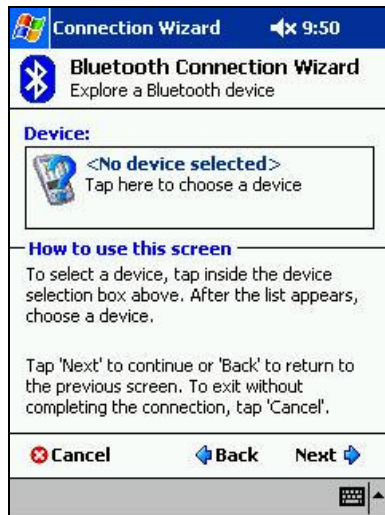 Connection Wizard 9:50
Bluetooth Connection Wizard
Explore a Bluetooth device
Device:
<No device selected>
Tap here to choose a device
How to use this screen
To select a device, tap inside the device
selection box above. After the list appears,
choose a device.
Tap 'Next' to continue or 'Back' to return to
the previous screen. To exit without
completing the connection, tap 'Cancel'.
Cancel Back Next